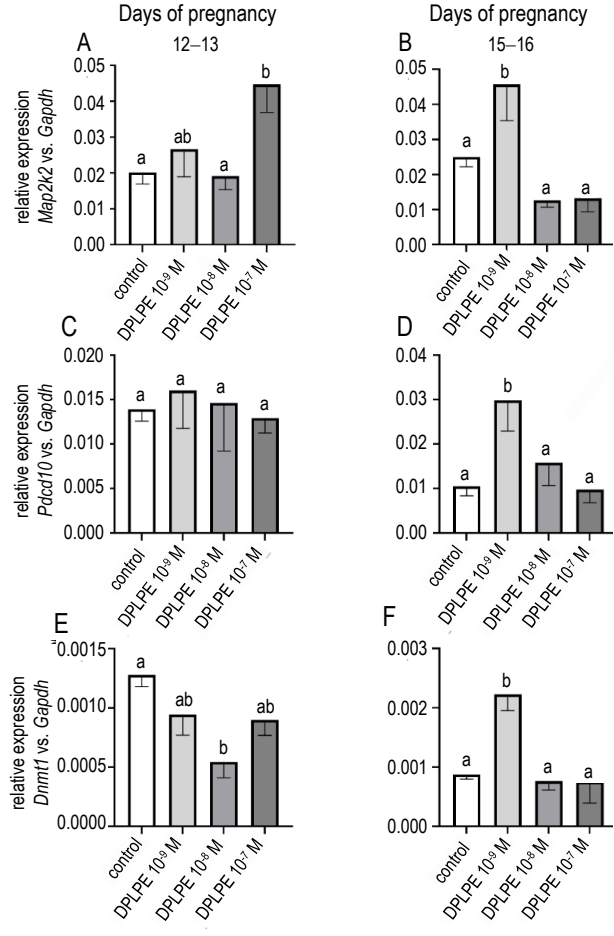 Days of pregnancy
Days of pregnancy
12–13
15–16
A
relative expression
Map2k2 vs. Gapdh
0.05
0.04
0.03
0.02
0.01
0.00
a
ab
a
b
control
DPLPE 10-9 M
DPLPE 10-8 M
DPLPE 10-7 M
B
0.05
0.04
0.03
0.02
0.01
0.00
a
b
a
a
control
DPLPE 10-9 M
DPLPE 10-8 M
DPLPE 10-7 M
C
relative expression
Pdcd10 vs. Gapdh
0.020
0.015
0.010
0.005
0.000
a
a
a
a
control
DPLPE 10-9 M
DPLPE 10-8 M
DPLPE 10-7 M
D
0.04
0.03
0.02
0.01
0.00
a
b
a
a
control
DPLPE 10-9 M
DPLPE 10-8 M
DPLPE 10-7 M
E
relative expression
Dnmt1 vs. Gapdh
0.0015
0.0010
0.0005
0.0000
a
ab
b
ab
control
DPLPE 10-9 M
DPLPE 10-8 M
DPLPE 10-7 M
F
0.003
0.002
0.001
0.000
a
b
a
a
control
DPLPE 10-9 M
DPLPE 10-8 M
DPLPE 10-7 M